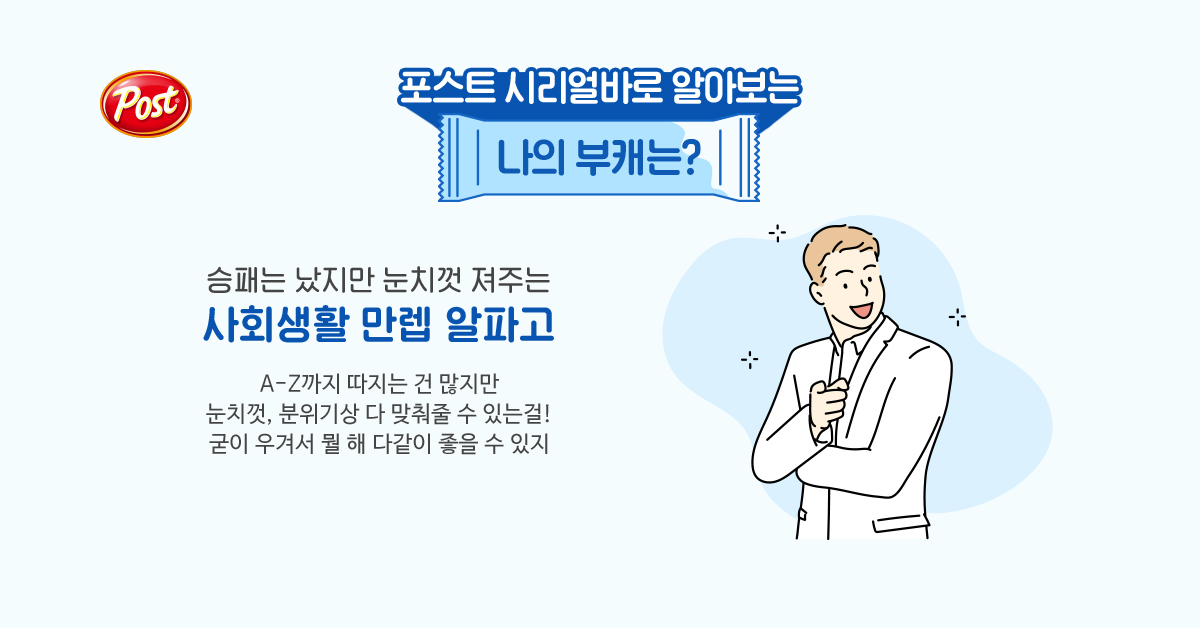 Post
포스트 시리얼바로 알아보는
나의 부캐는?
승패는 났지만 눈치껏 져주는
사회생활 만렙 알파고
A-Z까지 따지는 건 많지만
눈치껏, 분위기상 다 맞춰줄 수 있는걸!
굳이 우겨서 뭘 해 다같이 좋을 수 있지